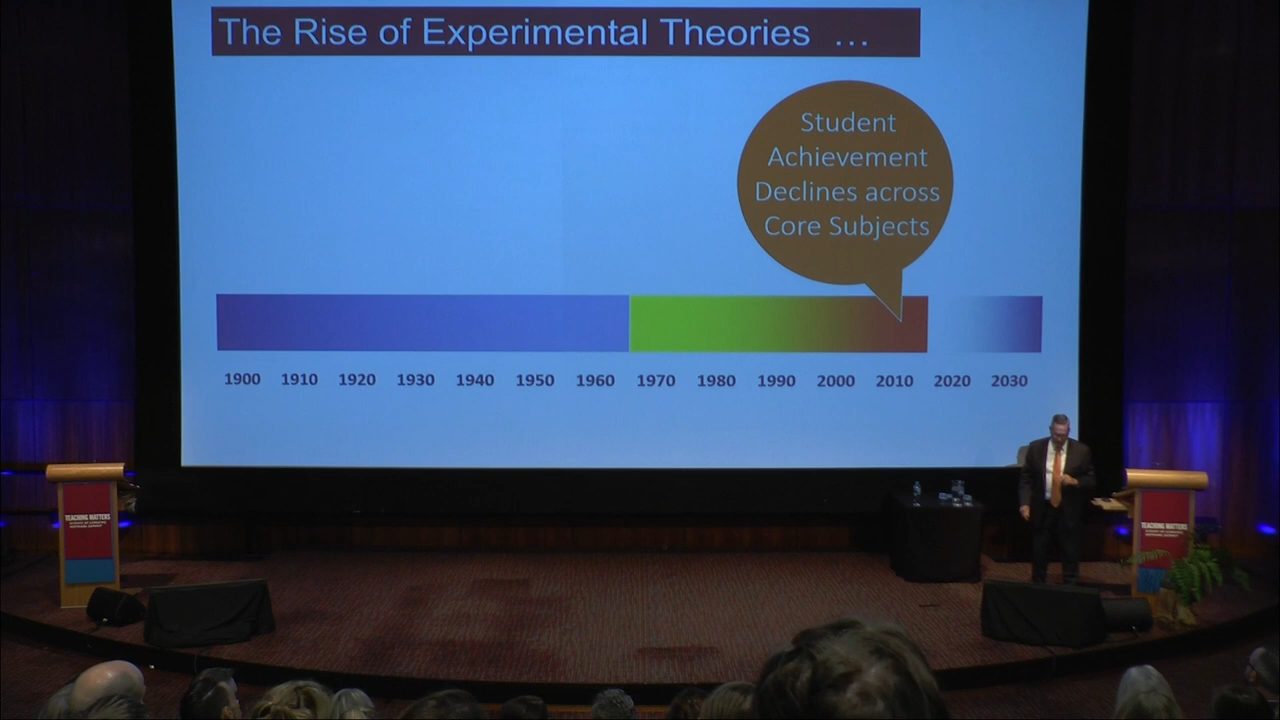 The Rise of Experimental Theories ...
Student
Achievement
Declines across
Core Subjects
1900 1910 1920 1930 1940 1950 1960 1970 1980 1990 2000 2010 2020 2030
TEACHING MATTERS
TEACHING MATTERS